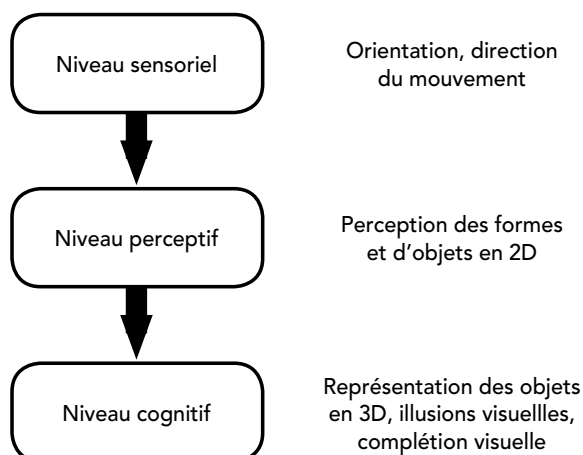 Niveau sensoriel
Orientation, direction
du mouvement
Niveau perceptif
Perception des formes
et d’objets en 2D
Niveau cognitif
Représentation des objets
en 3D, illusions visuellles,
complétion visuelle